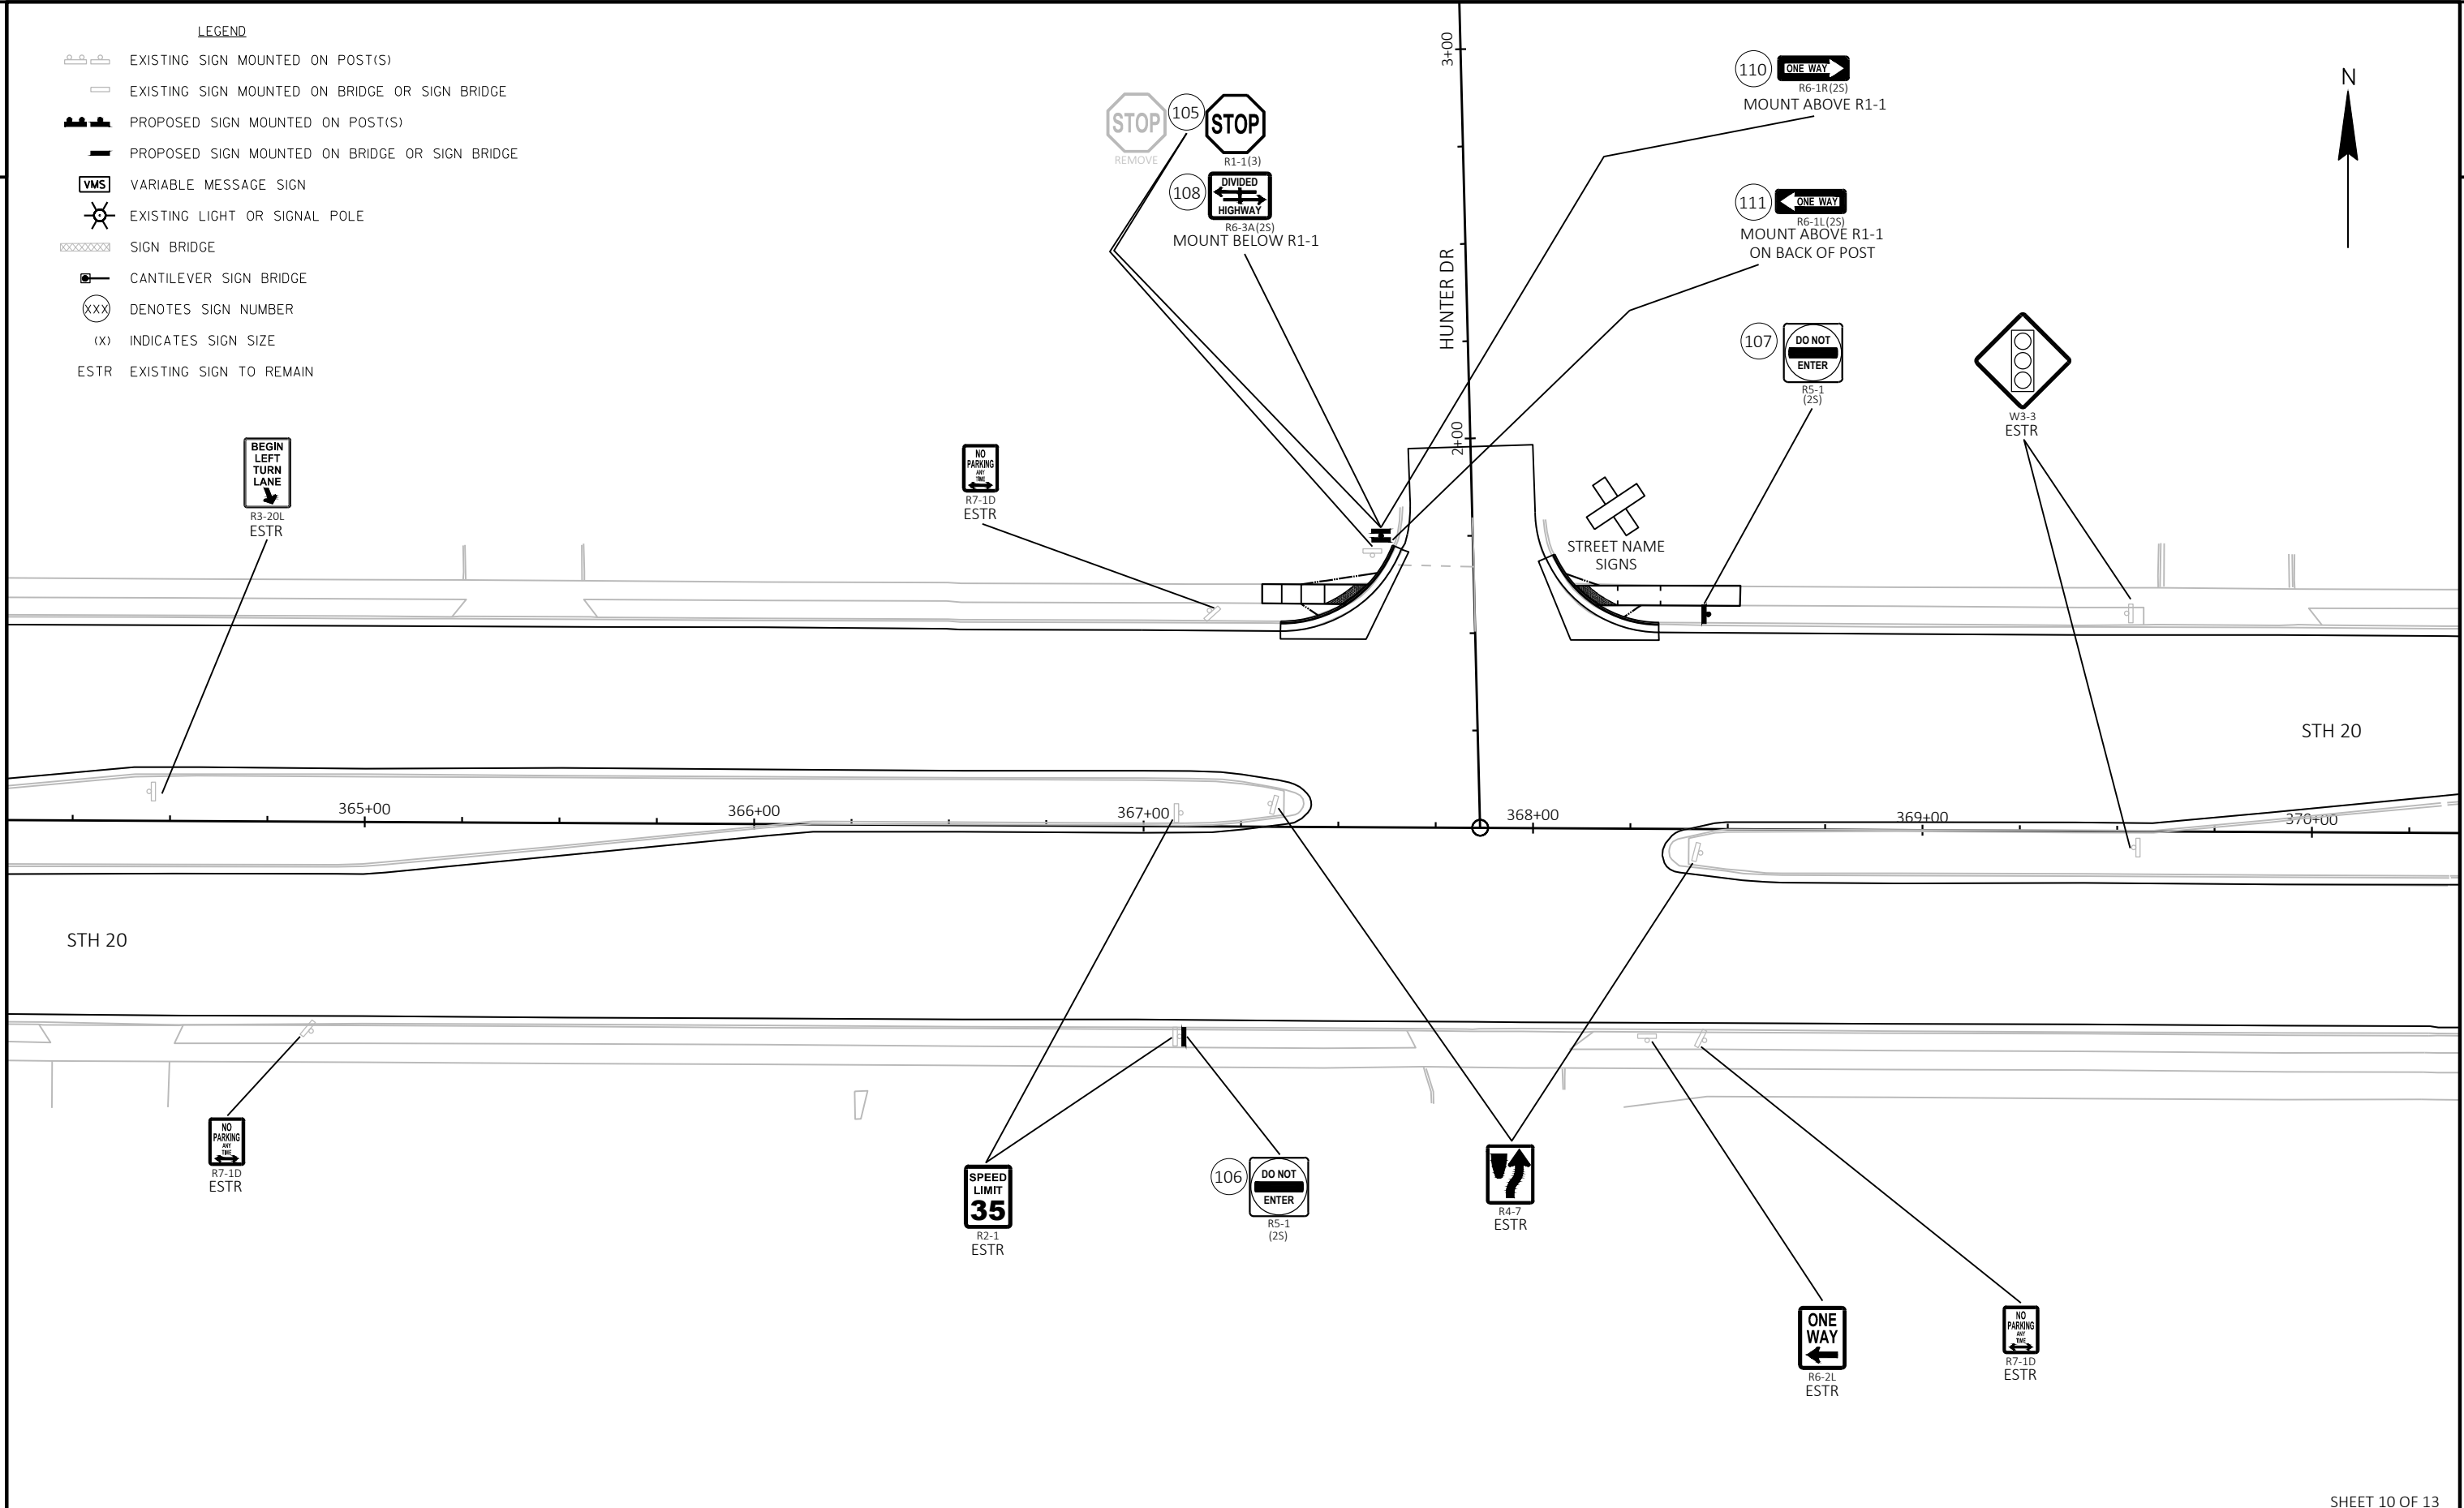 LEGEND
EXISTING SIGN MOUNTED ON POST(S)
EXISTING SIGN MOUNTED ON BRIDGE OR SIGN BRIDGE
PROPOSED SIGN MOUNTED ON POST(S)
PROPOSED SIGN MOUNTED ON BRIDGE OR SIGN BRIDGE
VMS VARIABLE MESSAGE SIGN
EXISTING LIGHT OR SIGNAL POLE
SIGN BRIDGE
CANTILEVER SIGN BRIDGE
XXX DENOTES SIGN NUMBER
(X) INDICATES SIGN SIZE
ESTR EXISTING SIGN TO REMAIN
STOP
REMOVE
105
STOP
R1-1(3)
108
DIVIDED
HIGHWAY
R6-3A(2S)
MOUNT BELOW R1-1
3+00
HUNTER DR
2+00
110
ONE WAY
R6-1R(2S)
MOUNT ABOVE R1-1
111
ONE WAY
R6-1L(2S)
MOUNT ABOVE R1-1
ON BACK OF POST
107
DO NOT
ENTER
R5-1
(2S)
W3-3
ESTR
N
BEGIN
LEFT
TURN
LANE
R3-20L
ESTR
NO
PARKING
ANY
TIME
R7-1D
ESTR
STREET NAME
SIGNS
STH 20
365+00
366+00
367+00
368+00
369+00
370+00
STH 20
NO
PARKING
ANY
TIME
R7-1D
ESTR
SPEED
LIMIT
35
R2-1
ESTR
106
DO NOT
ENTER
R5-1
(2S)
R4-7
ESTR
ONE
WAY
R6-2L
ESTR
NO
PARKING
ANY
TIME
R7-1D
ESTR
SHEET 10 OF 13